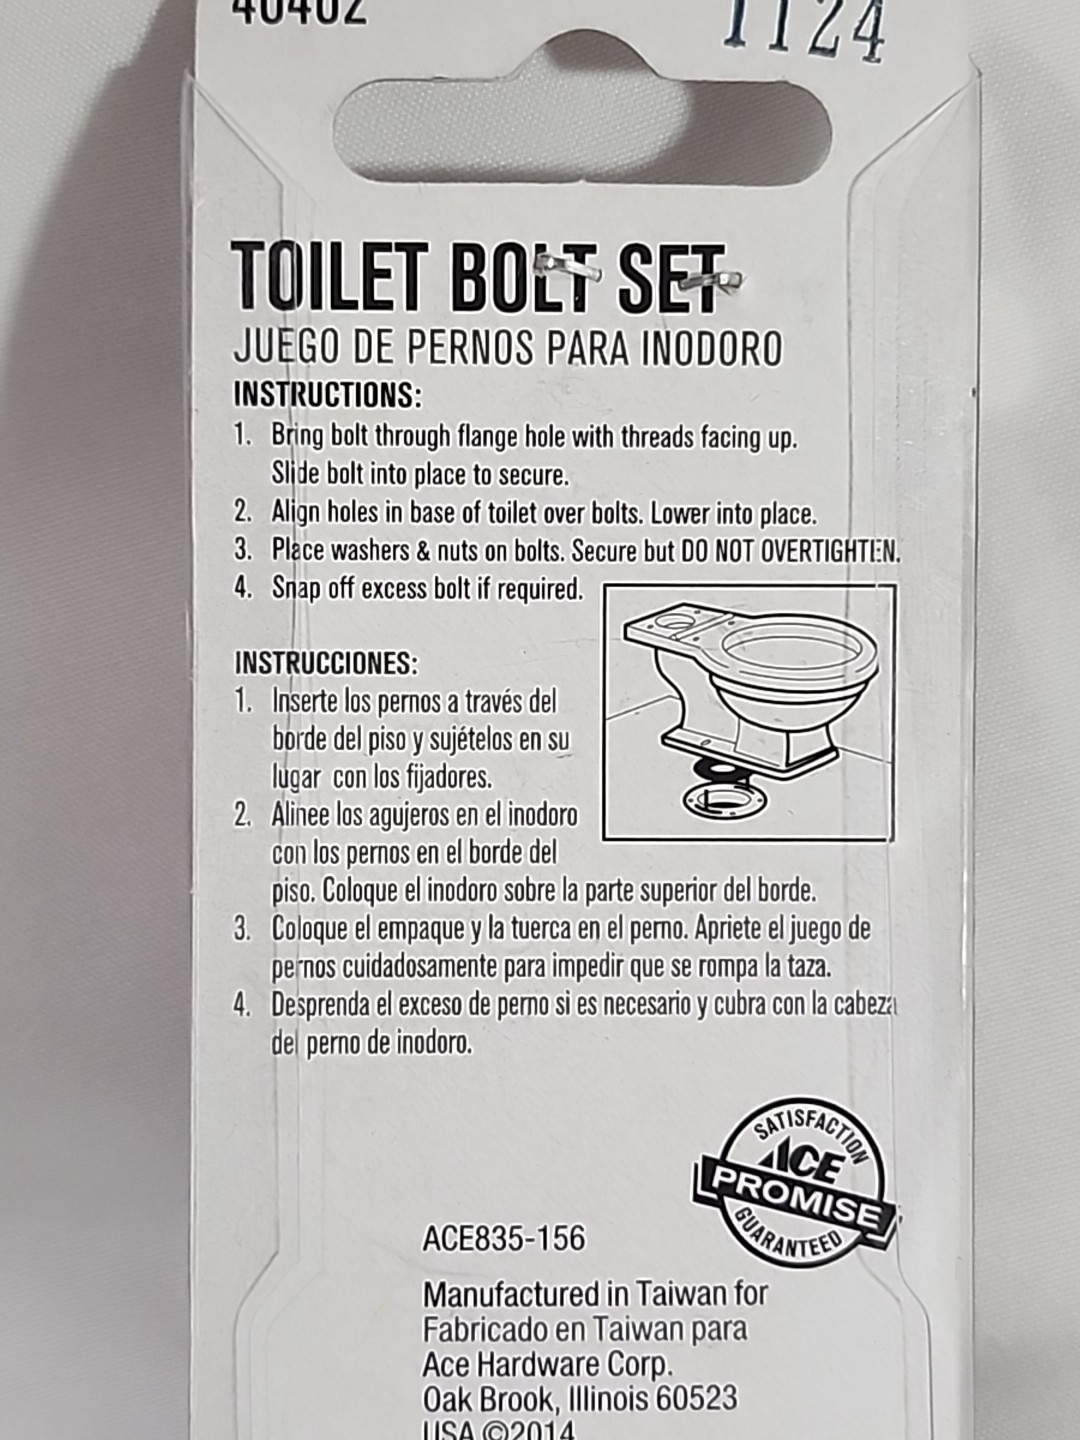 40402
1124
TOILET BOLT SET
JUEGO DE PERNOS PARA INODORO
INSTRUCTIONS:
1. Bring bolt through flange hole with threads facing up.
Slide bolt into place to secure.
2. Align holes in base of toilet over bolts. Lower into place.
3. Place washers & nuts on bolts. Secure but DO NOT OVERTIGHTEN.
4. Snap off excess bolt if required.
INSTRUCCIONES:
1. Inserte los pernos a través del
borde del piso y sujételos en su
lugar con los fijadores.
2. Alinee los agujeros en el inodoro
con los pernos en el borde del
piso. Coloque el inodoro sobre la parte superior del borde.
3. Coloque el empaque y la tuerca en el perno. Apriete el juego de
pernos cuidadosamente para impedir que se rompa la taza.
4. Desprenda el exceso de perno si es necesario y cubra con la cabeza
del perno de inodoro.
SATISFACTION
ACE
PROMISE
GUARANTEED
ACE835-156
Manufactured in Taiwan for
Fabricado en Taiwan para
Ace Hardware Corp.
Oak Brook, Illinois 60523
USA ©2014